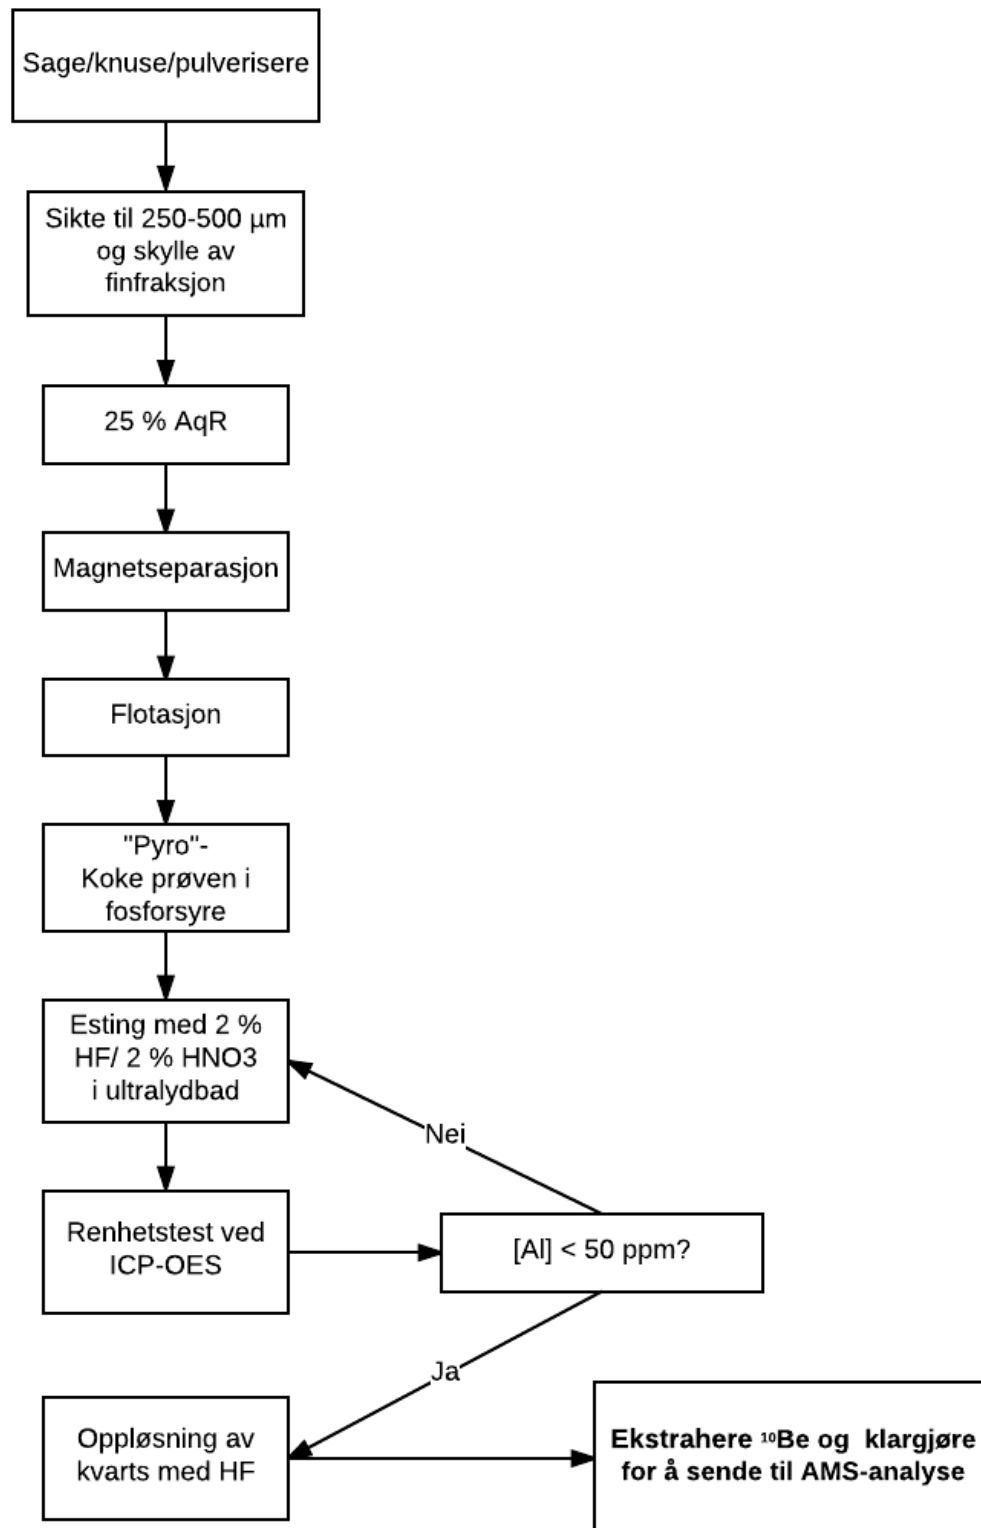 Sage/knuse/pulverisere
Sikte til 250-500 µm
og skylle av
finfraksjon
25 % AqR
Magnetseparasjon
Flotasjon
"Pyro"-
Koke prøven i
fosforsyre
Esting med 2 %
HF/ 2 % HNO3
i ultralydbad
Nei
Renhetstest ved
ICP-OES
[Al] < 50 ppm?
Ja
Oppløsning av
kvarts med HF
Ekstrahere ¹⁰Be og klargjøre
for å sende til AMS-analyse